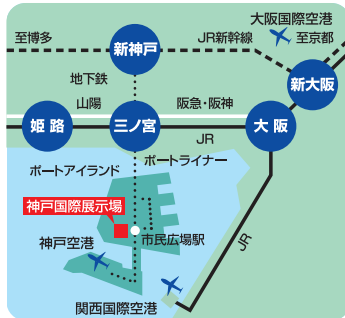 大阪国際空港
至博多
JR新幹線
至京都
新神戸
新大阪
地下鉄
山陽
阪急・阪神
姫路
三ノ宮
大阪
JR
ポートアイランド
ポートライナー
神戸国際展示場
神戸空港
市民広場駅
JR
関西国際空港